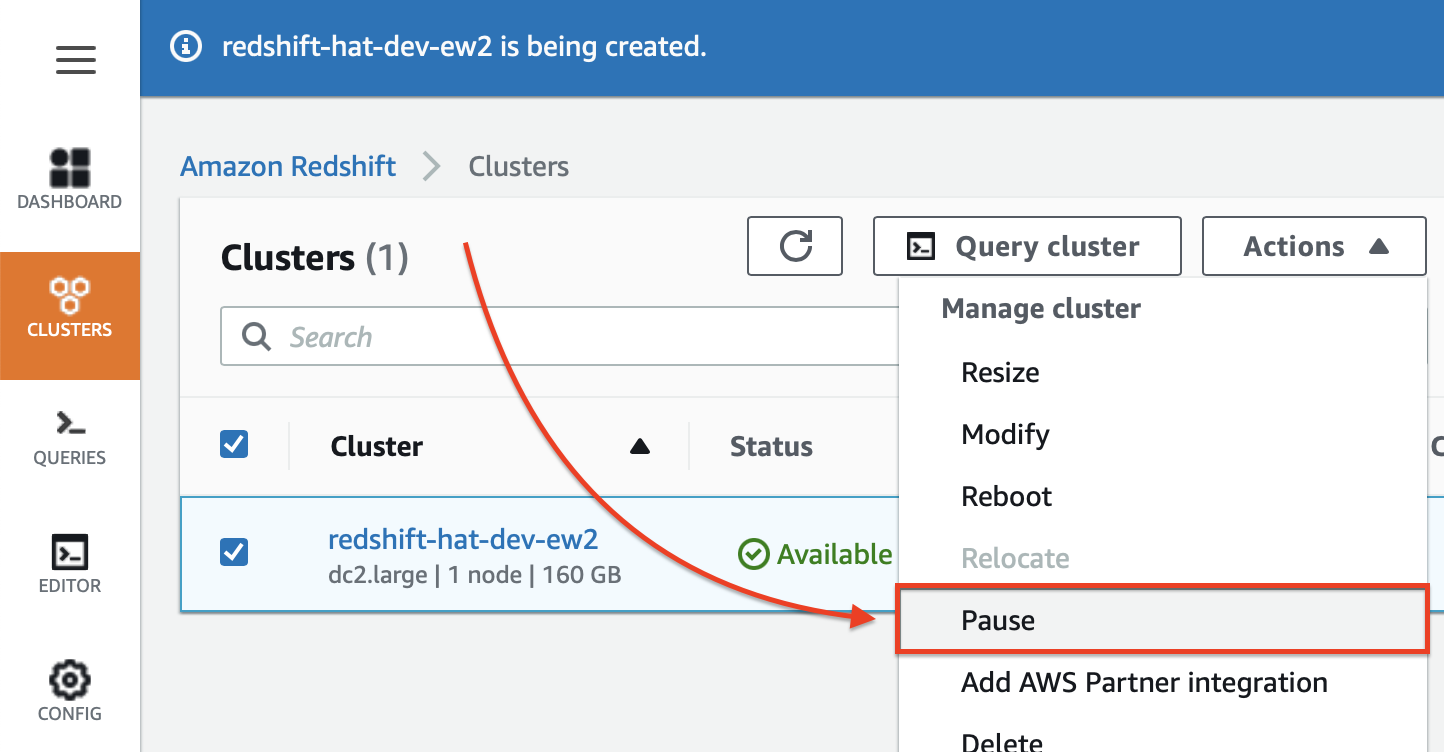 redshift-hat-dev-ew2 is being created.
DASHBOARD
CLUSTERS
QUERIES
EDITOR
CONFIG
Amazon Redshift > Clusters
Clusters (1)
Query cluster
Actions
Search
Cluster
Status
redshift-hat-dev-ew2
dc2.large | 1 node | 160 GB
Available
Manage cluster
Resize
Modify
Reboot
Relocate
Pause
Add AWS Partner integration
Delete